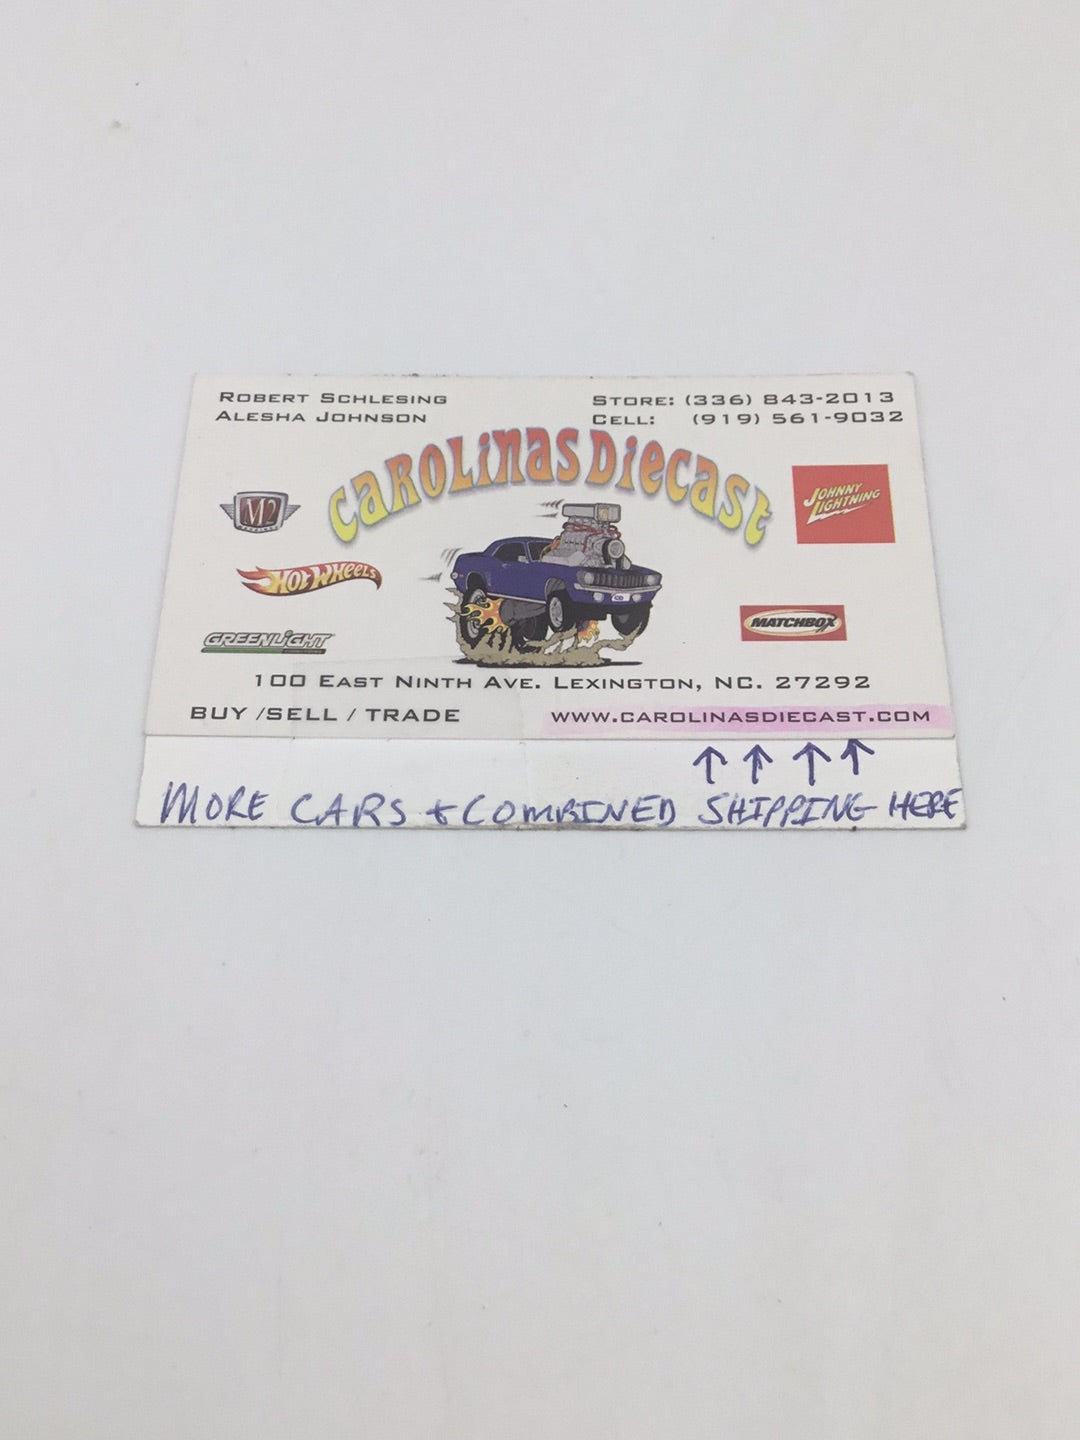 ROBERT SCHLESING
ALESHA JOHNSON
STORE: (336) 843-2013
CELL: (919) 561-9032
CAROLINAS DIECAST
M2
JOHNNY
LIGHTNING
HOT WHEELS
MATCHBOX
GREENLIGHT
100 EAST NINTH AVE. LEXINGTON, NC. 27292
BUY /SELL / TRADE
WWW.CAROLINASDIECAST.COM
↑ ↑ ↑ ↑
MORE CARS + COMBINED SHIPPING HERE